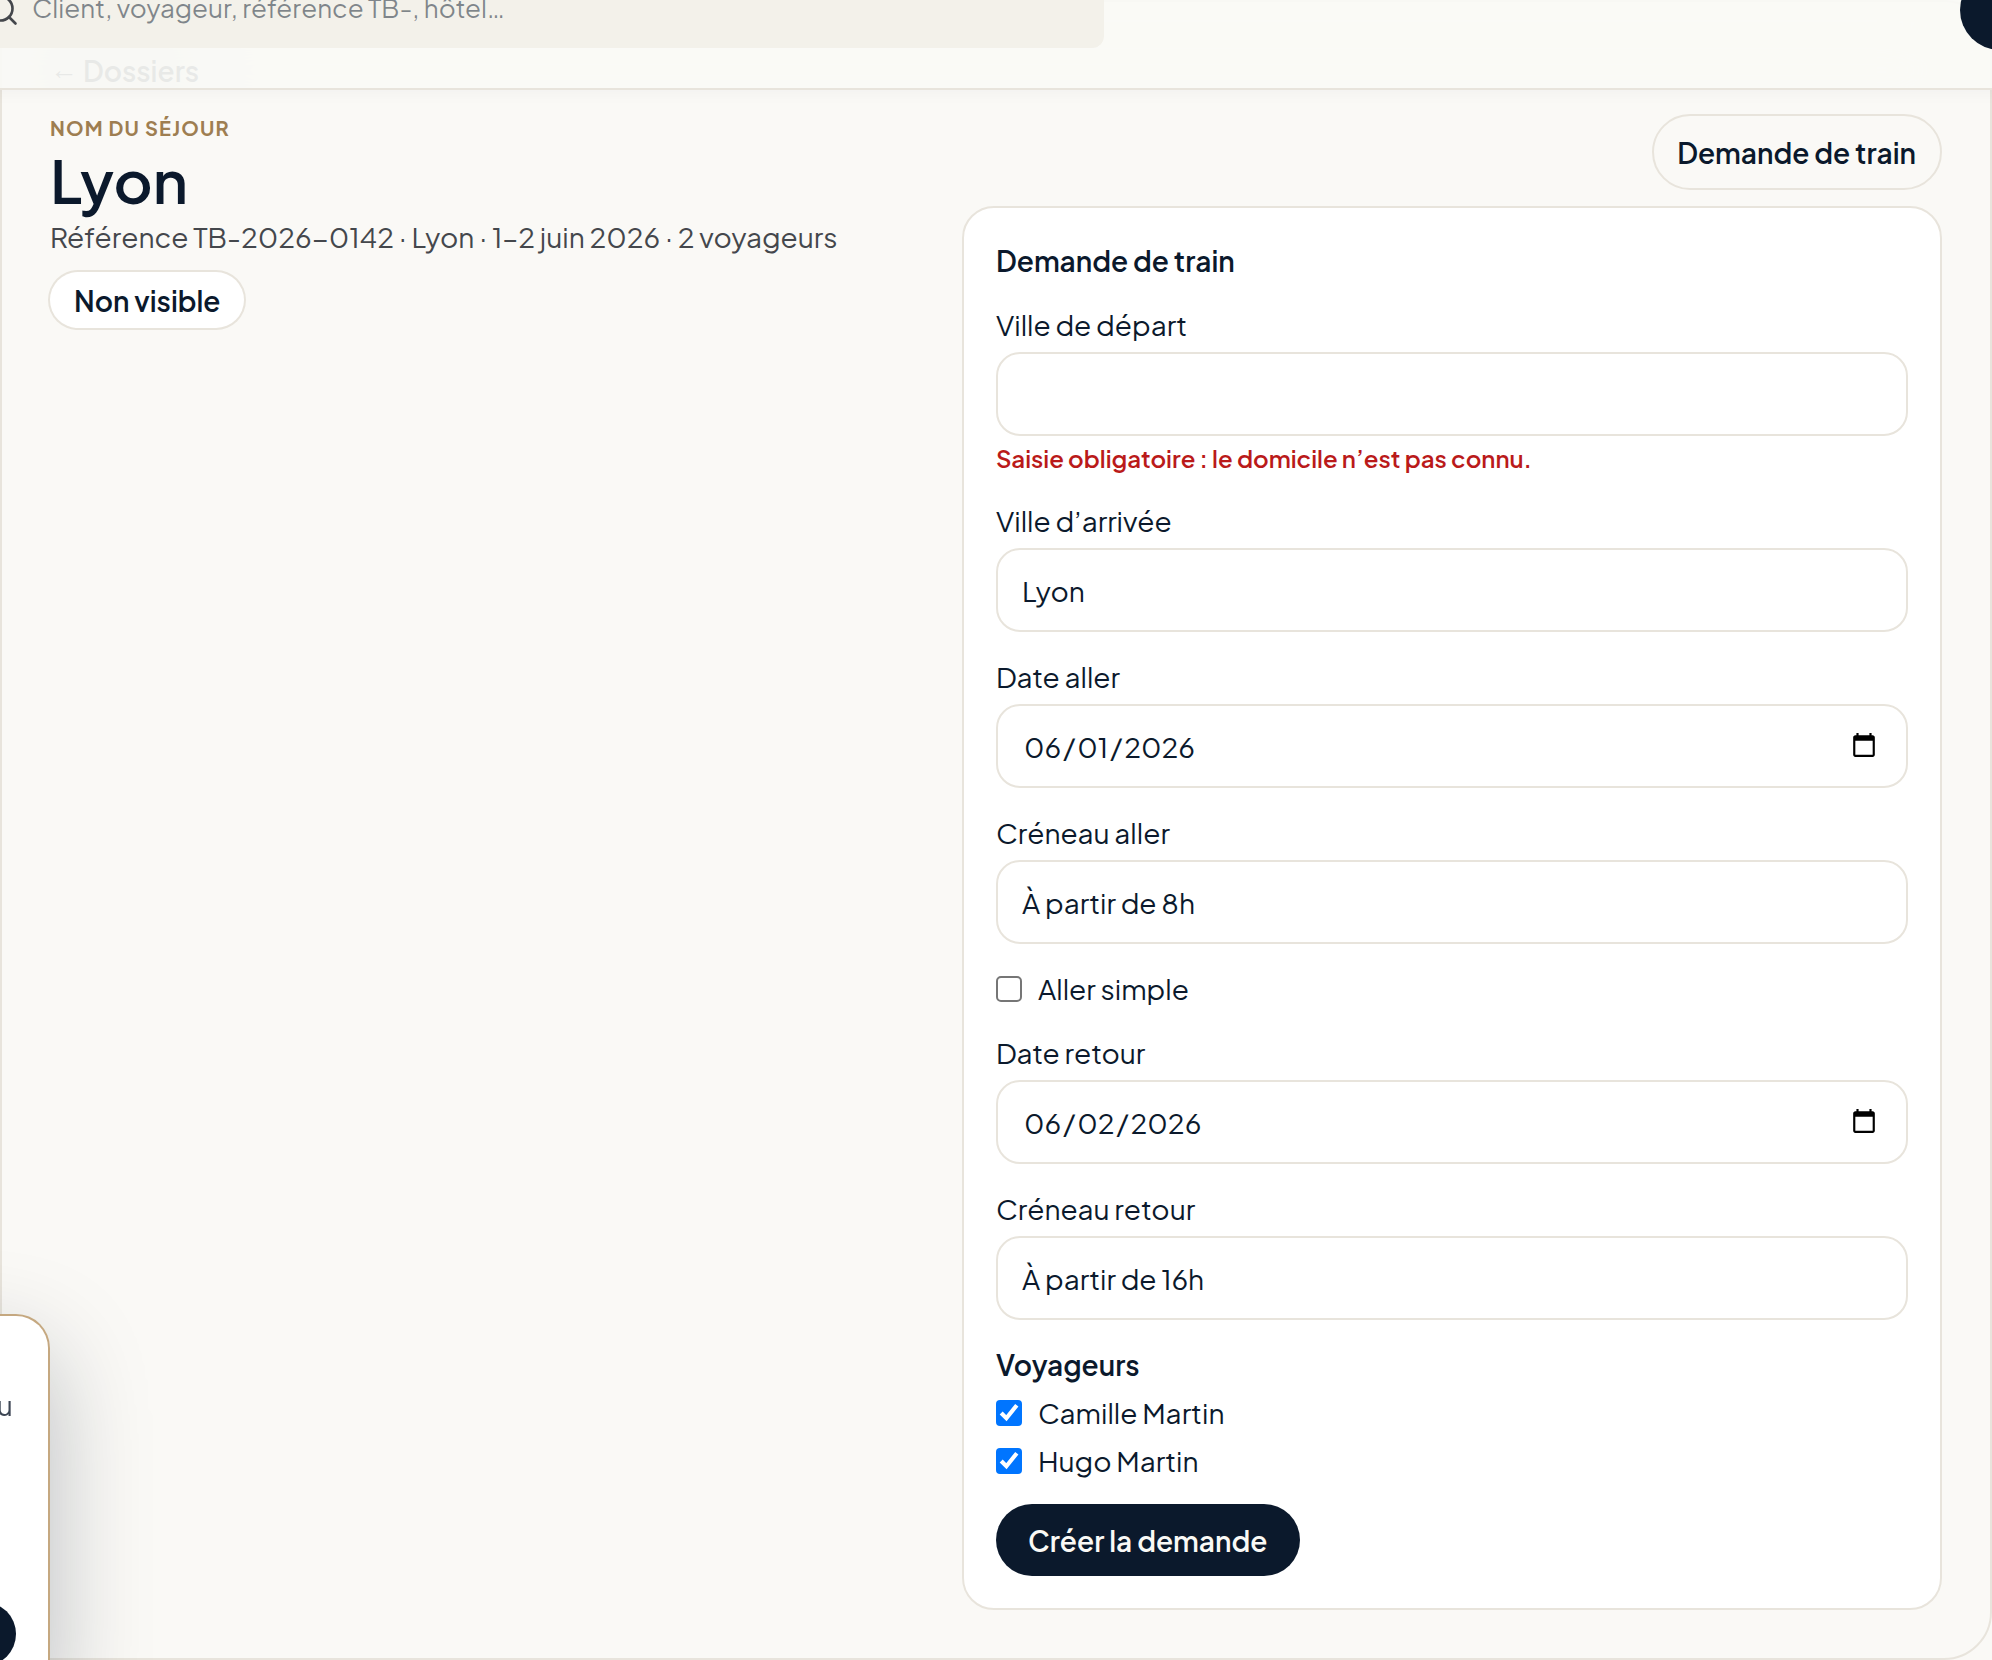 Client, voyageur, référence TB-, hôtel...
← Dossiers
NOM DU SÉJOUR
Lyon
Référence TB-2026-0142 · Lyon · 1–2 juin 2026 · 2 voyageurs
Non visible
Demande de train
Demande de train
Ville de départ
Saisie obligatoire : le domicile n’est pas connu.
Ville d’arrivée
Lyon
Date aller
06/01/2026
Créneau aller
À partir de 8h
Aller simple
Date retour
06/02/2026
Créneau retour
À partir de 16h
Voyageurs
Camille Martin
Hugo Martin
Créer la demande